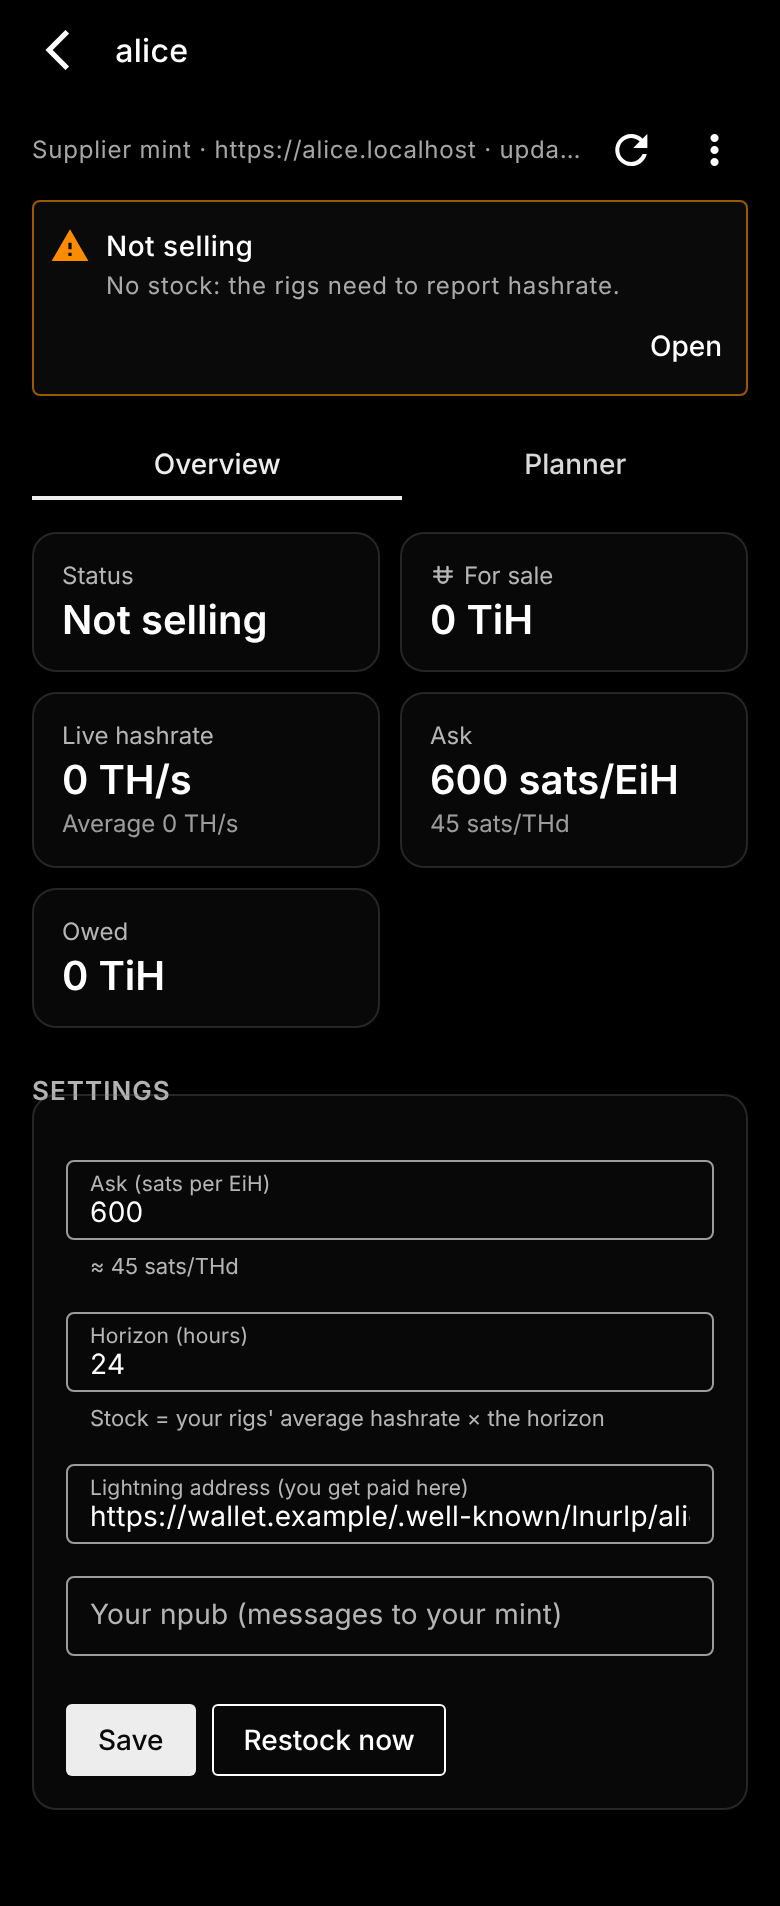 alice
Supplier mint · https://alice.localhost · upda...
Not selling
No stock: the rigs need to report hashrate.
Open
Overview
Planner
Status
Not selling
For sale
0 TiH
Live hashrate
0 TH/s
Average 0 TH/s
Ask
600 sats/EiH
45 sats/THd
Owed
0 TiH
SETTINGS
Ask (sats per EiH)
600
≈ 45 sats/THd
Horizon (hours)
24
Stock = your rigs' average hashrate × the horizon
Lightning address (you get paid here)
https://wallet.example/.well-known/lnurlp/ali
Your npub (messages to your mint)
Save
Restock now